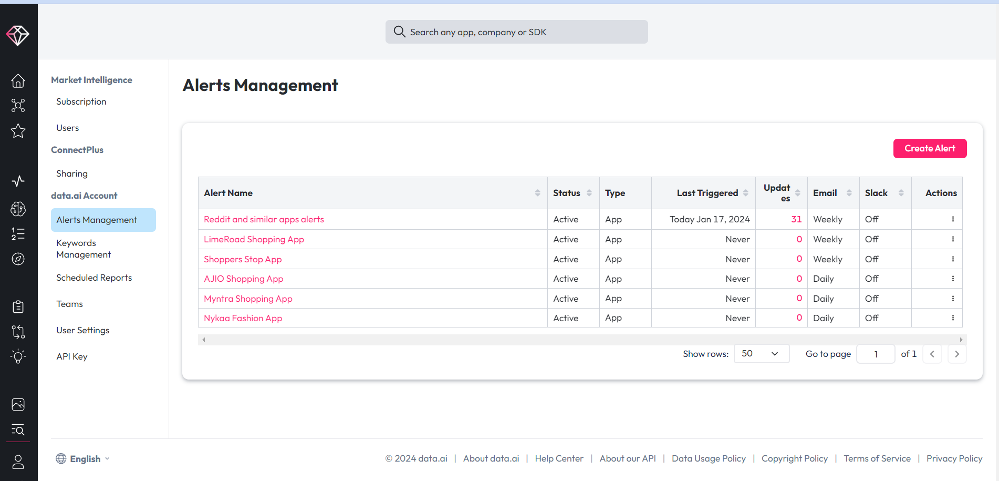 Search any app, company or SDK
Market Intelligence
Subscription
Users
ConnectPlus
Sharing
data.ai Account
Alerts Management
Keywords
Management
Scheduled Reports
Teams
User Settings
API Key
Alerts Management
Create Alert
Alert Name Status Type Last Triggered Updat
es Email Slack Actions
Reddit and similar apps alerts Active App Today Jan 17, 2024 31 Weekly Off
LimeRoad Shopping App Active App Never 0 Weekly Off
Shoppers Stop App Active App Never 0 Weekly Off
AJIO Shopping App Active App Never 0 Daily Off
Myntra Shopping App Active App Never 0 Daily Off
Nykaa Fashion App Active App Never 0 Daily Off
Show rows: 50 Go to page 1 of 1
English
© 2024 data.ai | About data.ai | Help Center | About our API | Data Usage Policy | Copyright Policy | Terms of Service | Privacy Policy